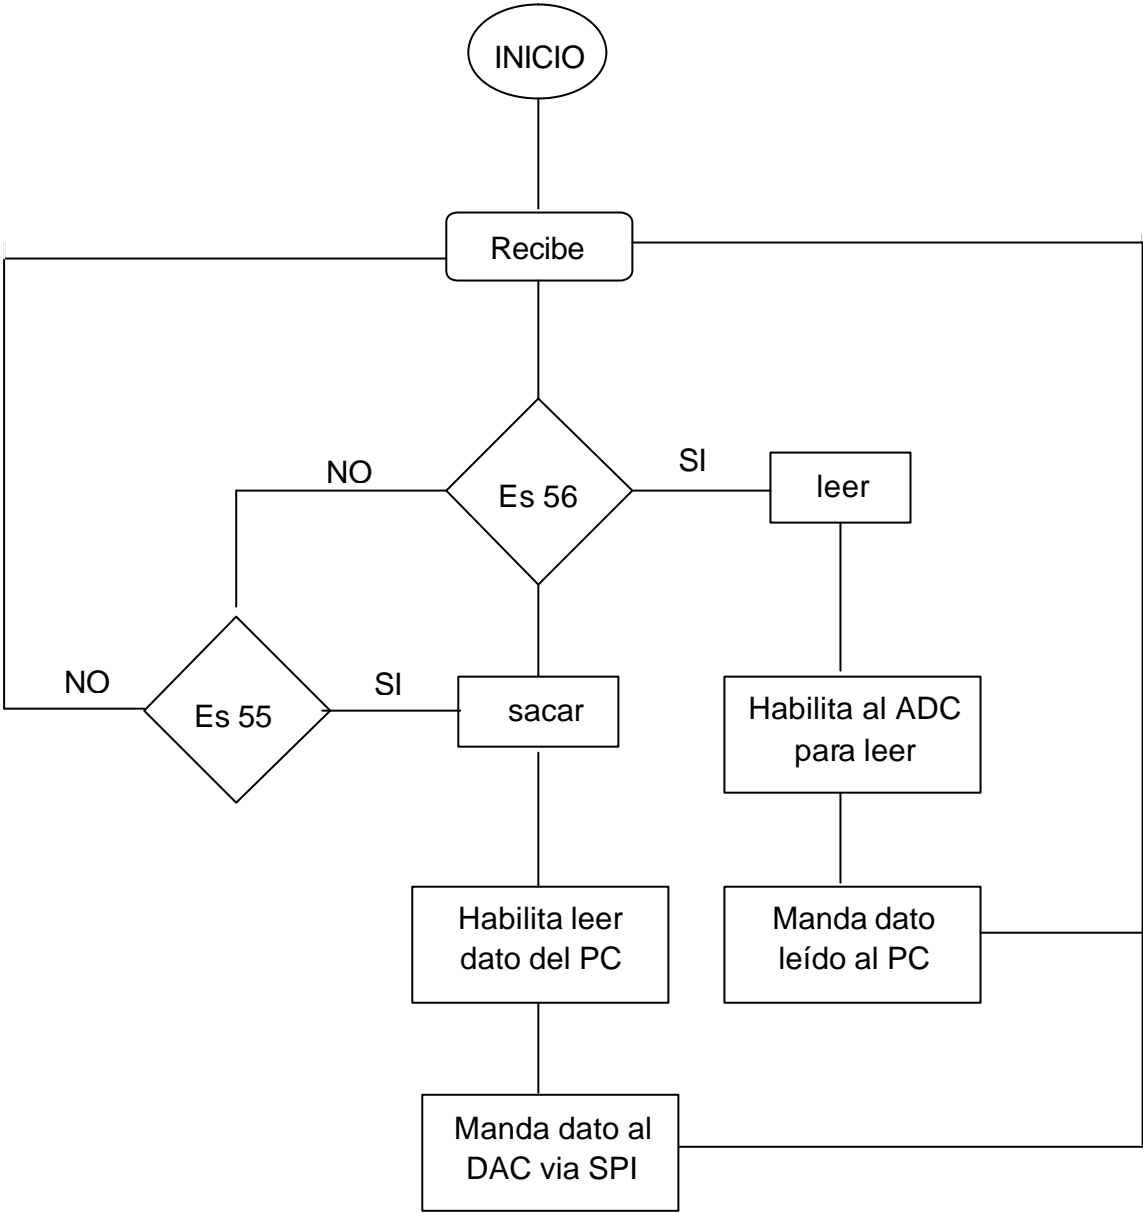 INICIO
Recibe
NO
SI
leer
Es 56
NO
SI
Es 55
sacar
Habilita al ADC
para leer
Habilita leer
dato del PC
Manda dato
leído al PC
Manda dato al
DAC via SPI